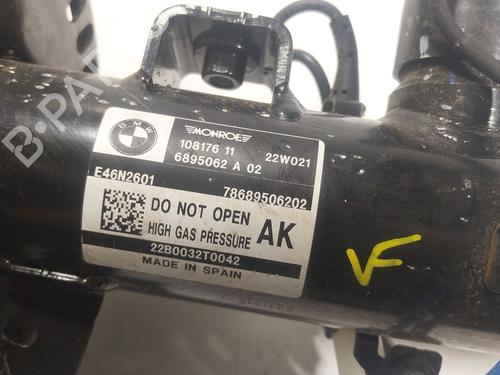 B-PARTS
BMW
MONROE
108176 11 22W021
6895062 A 02
E46N2601 78689506202
DO NOT OPEN
HIGH GAS PRESSURE AK
22B0032T0042
MADE IN SPAIN
VF